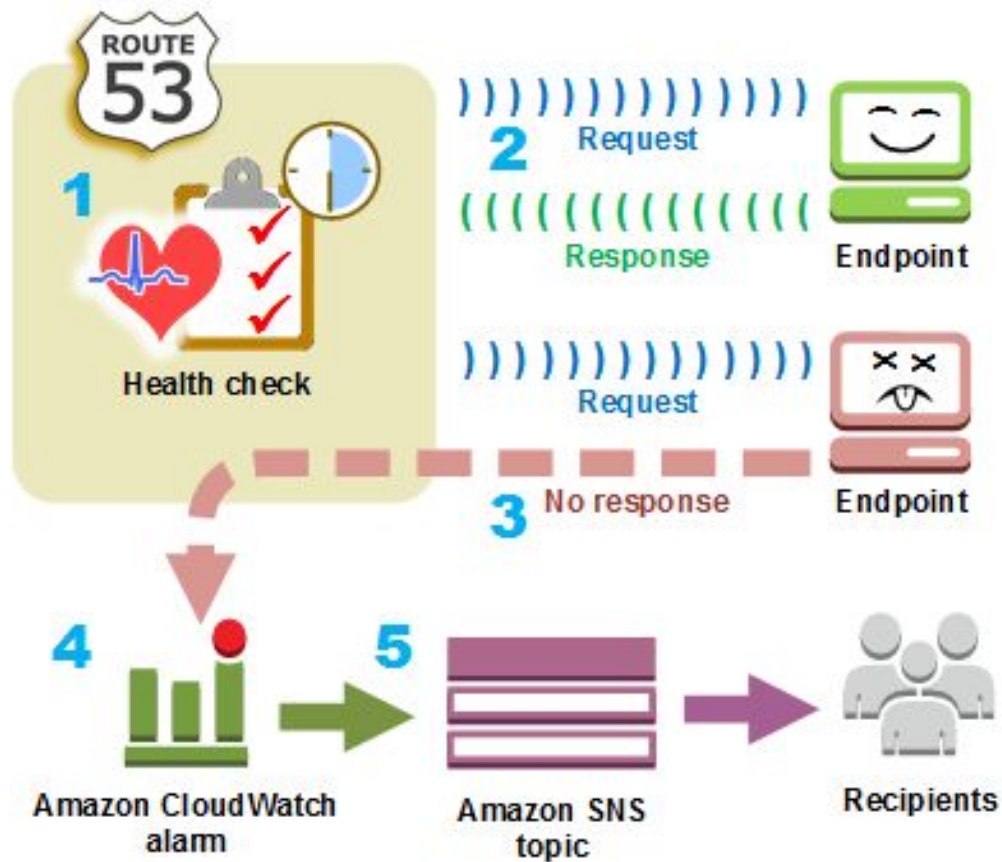 ROUTE
53
1
2
Request
Response
Endpoint
Health check
Request
3
No response
Endpoint
4
5
Amazon CloudWatch
alarm
Amazon SNS
topic
Recipients